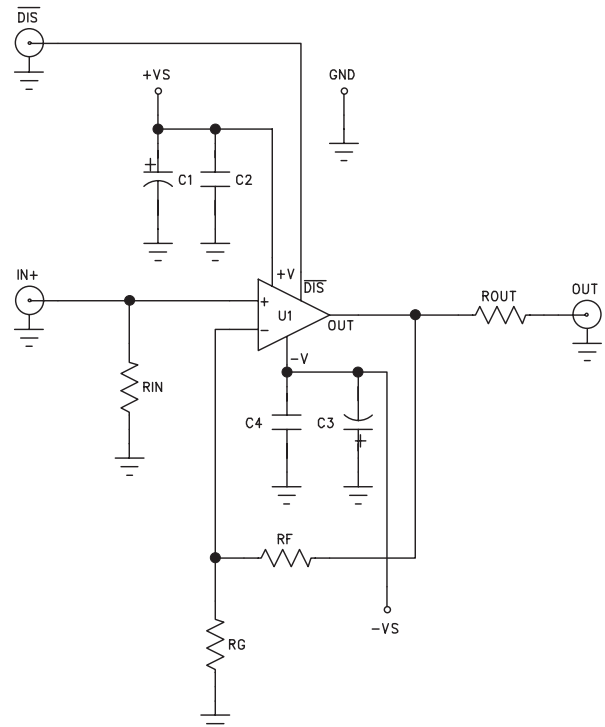 DIS
+VS
GND
+
C1
C2
IN+
+V
DIS
+
U1
−
OUT
−V
ROUT
OUT
RIN
C4
C3
+
RF
−VS
RG